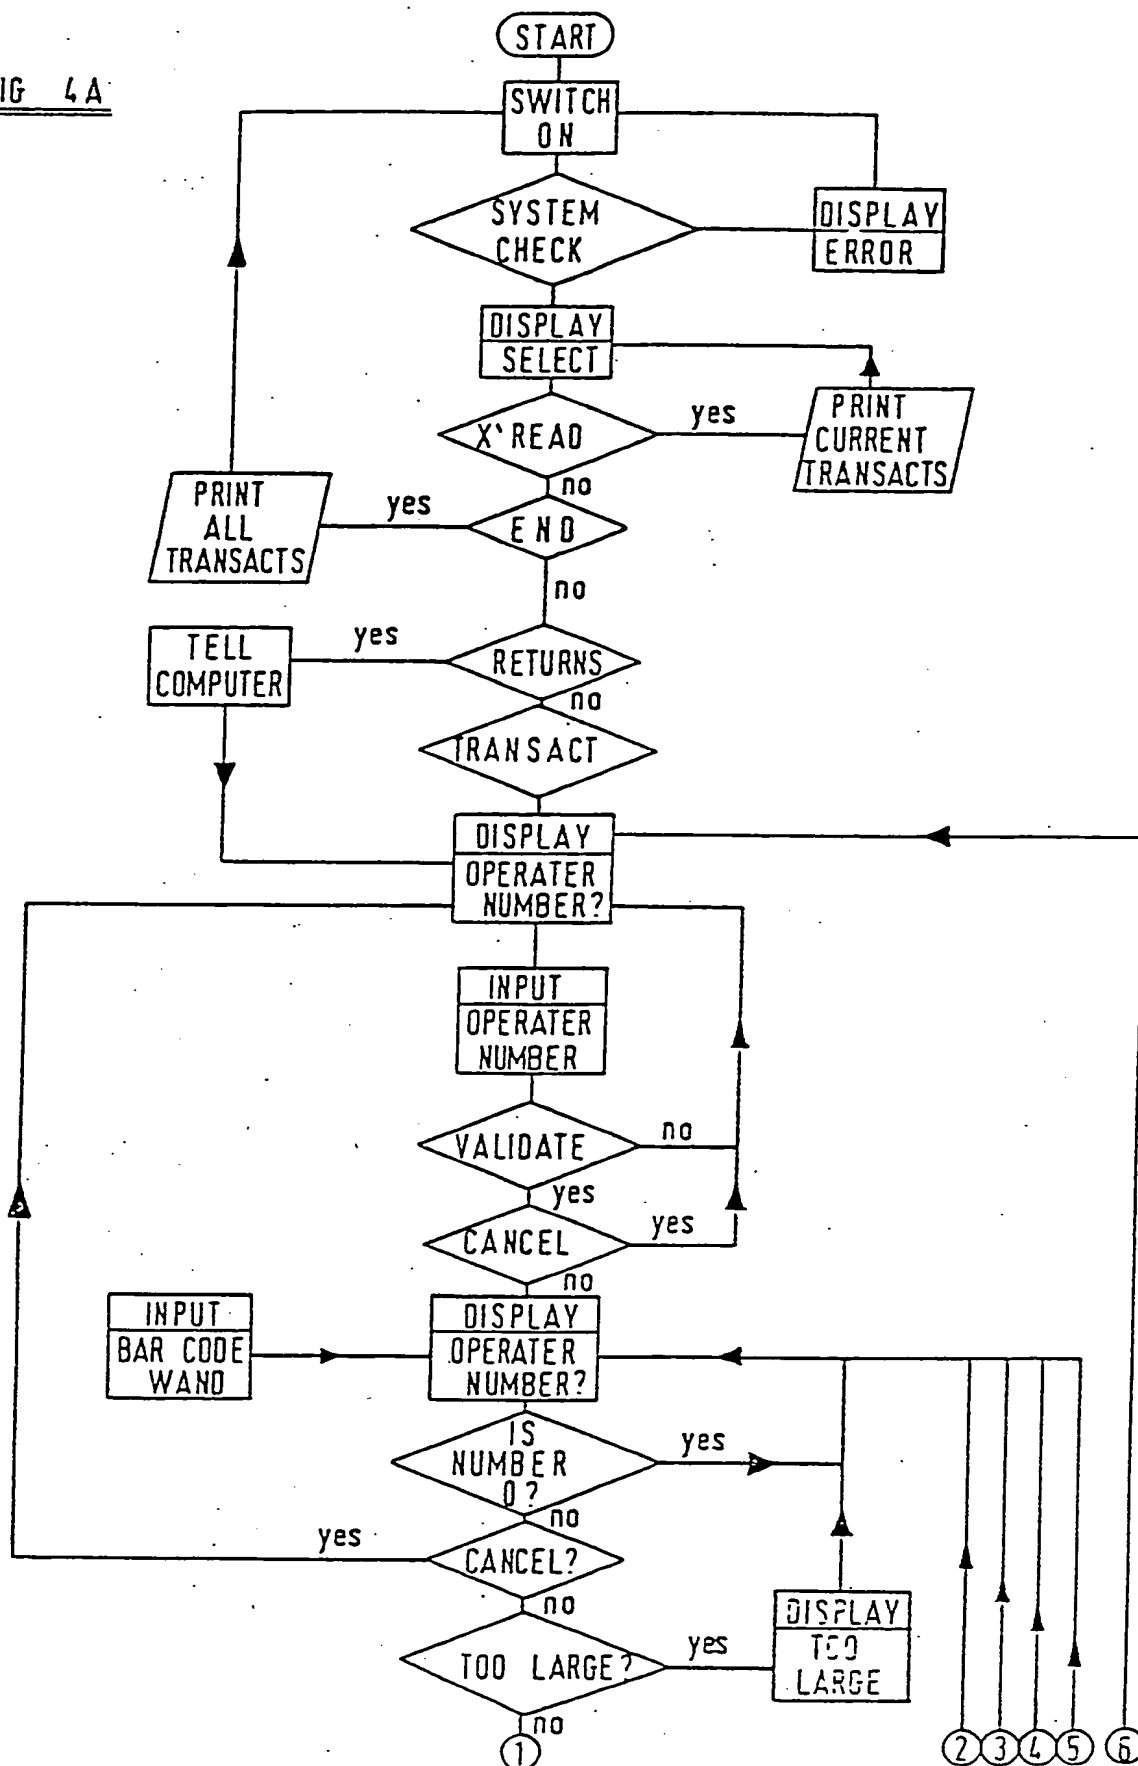 IG 4A
START
SWITCH
ON
SYSTEM
CHECK
DISPLAY
ERROR
DISPLAY
SELECT
X'READ
yes
PRINT
CURRENT
TRANSACTS
no
END
yes
PRINT
ALL
TRANSACTS
no
RETURNS
yes
TELL
COMPUTER
no
TRANSACT
DISPLAY
OPERATER
NUMBER?
INPUT
OPERATER
NUMBER
VALIDATE
no
yes
CANCEL
yes
no
INPUT
BAR CODE
WAND
DISPLAY
OPERATER
NUMBER?
IS
NUMBER
0?
yes
no
CANCEL?
yes
no
TOO LARGE?
yes
DISPLAY
TOO
LARGE
no
1
2
3
4
5
6